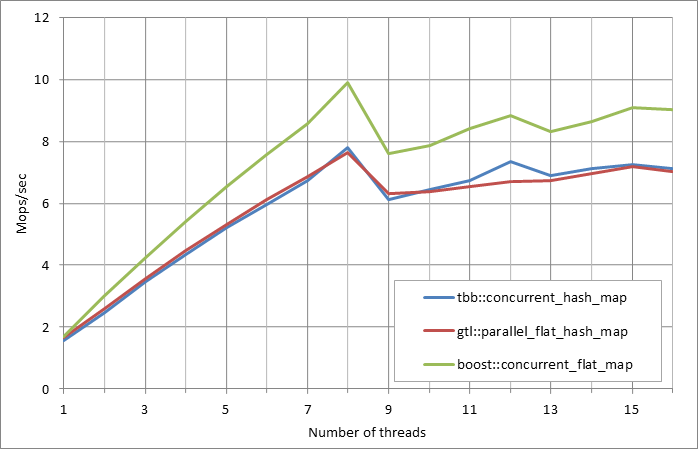 12
10
8
6
4
2
0
Mops/sec
1 3 5 7 9 11 13 15
Number of threads
tbb::concurrent_hash_map
gtl::parallel_flat_hash_map
boost::concurrent_flat_map